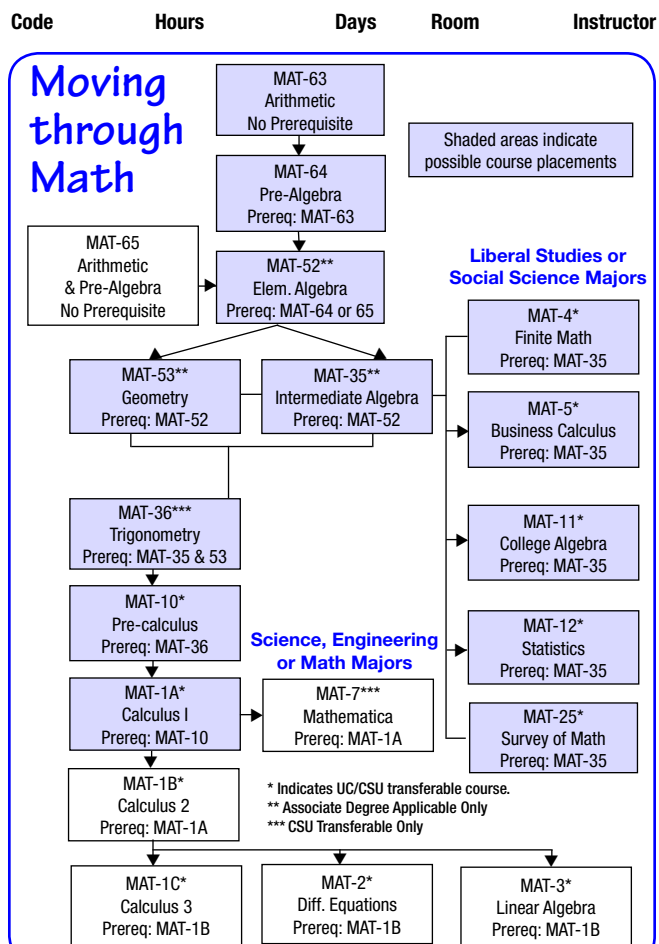 Code Hours Days Room Instructor
Moving
through
Math
MAT-63
Arithmetic
No Prerequisite
Shaded areas indicate
possible course placements
MAT-64
Pre-Algebra
Prereq: MAT-63
MAT-65
Arithmetic
& Pre-Algebra
No Prerequisite
MAT-52**
Elem. Algebra
Prereq: MAT-64 or 65
Liberal Studies or
Social Science Majors
MAT-4*
Finite Math
Prereq: MAT-35
MAT-53**
Geometry
Prereq: MAT-52
MAT-35**
Intermediate Algebra
Prereq: MAT-52
MAT-5*
Business Calculus
Prereq: MAT-35
MAT-36***
Trigonometry
Prereq: MAT-35 & 53
MAT-11*
College Algebra
Prereq: MAT-35
MAT-10*
Pre-calculus
Prereq: MAT-36
Science, Engineering
or Math Majors
MAT-12*
Statistics
Prereq: MAT-35
MAT-1A*
Calculus I
Prereq: MAT-10
MAT-7***
Mathematica
Prereq: MAT-1A
MAT-25*
Survey of Math
Prereq: MAT-35
MAT-1B*
Calculus 2
Prereq: MAT-1A
* Indicates UC/CSU transferable course.
** Associate Degree Applicable Only
*** CSU Transferable Only
MAT-1C*
Calculus 3
Prereq: MAT-1B
MAT-2*
Diff. Equations
Prereq: MAT-1B
MAT-3*
Linear Algebra
Prereq: MAT-1B